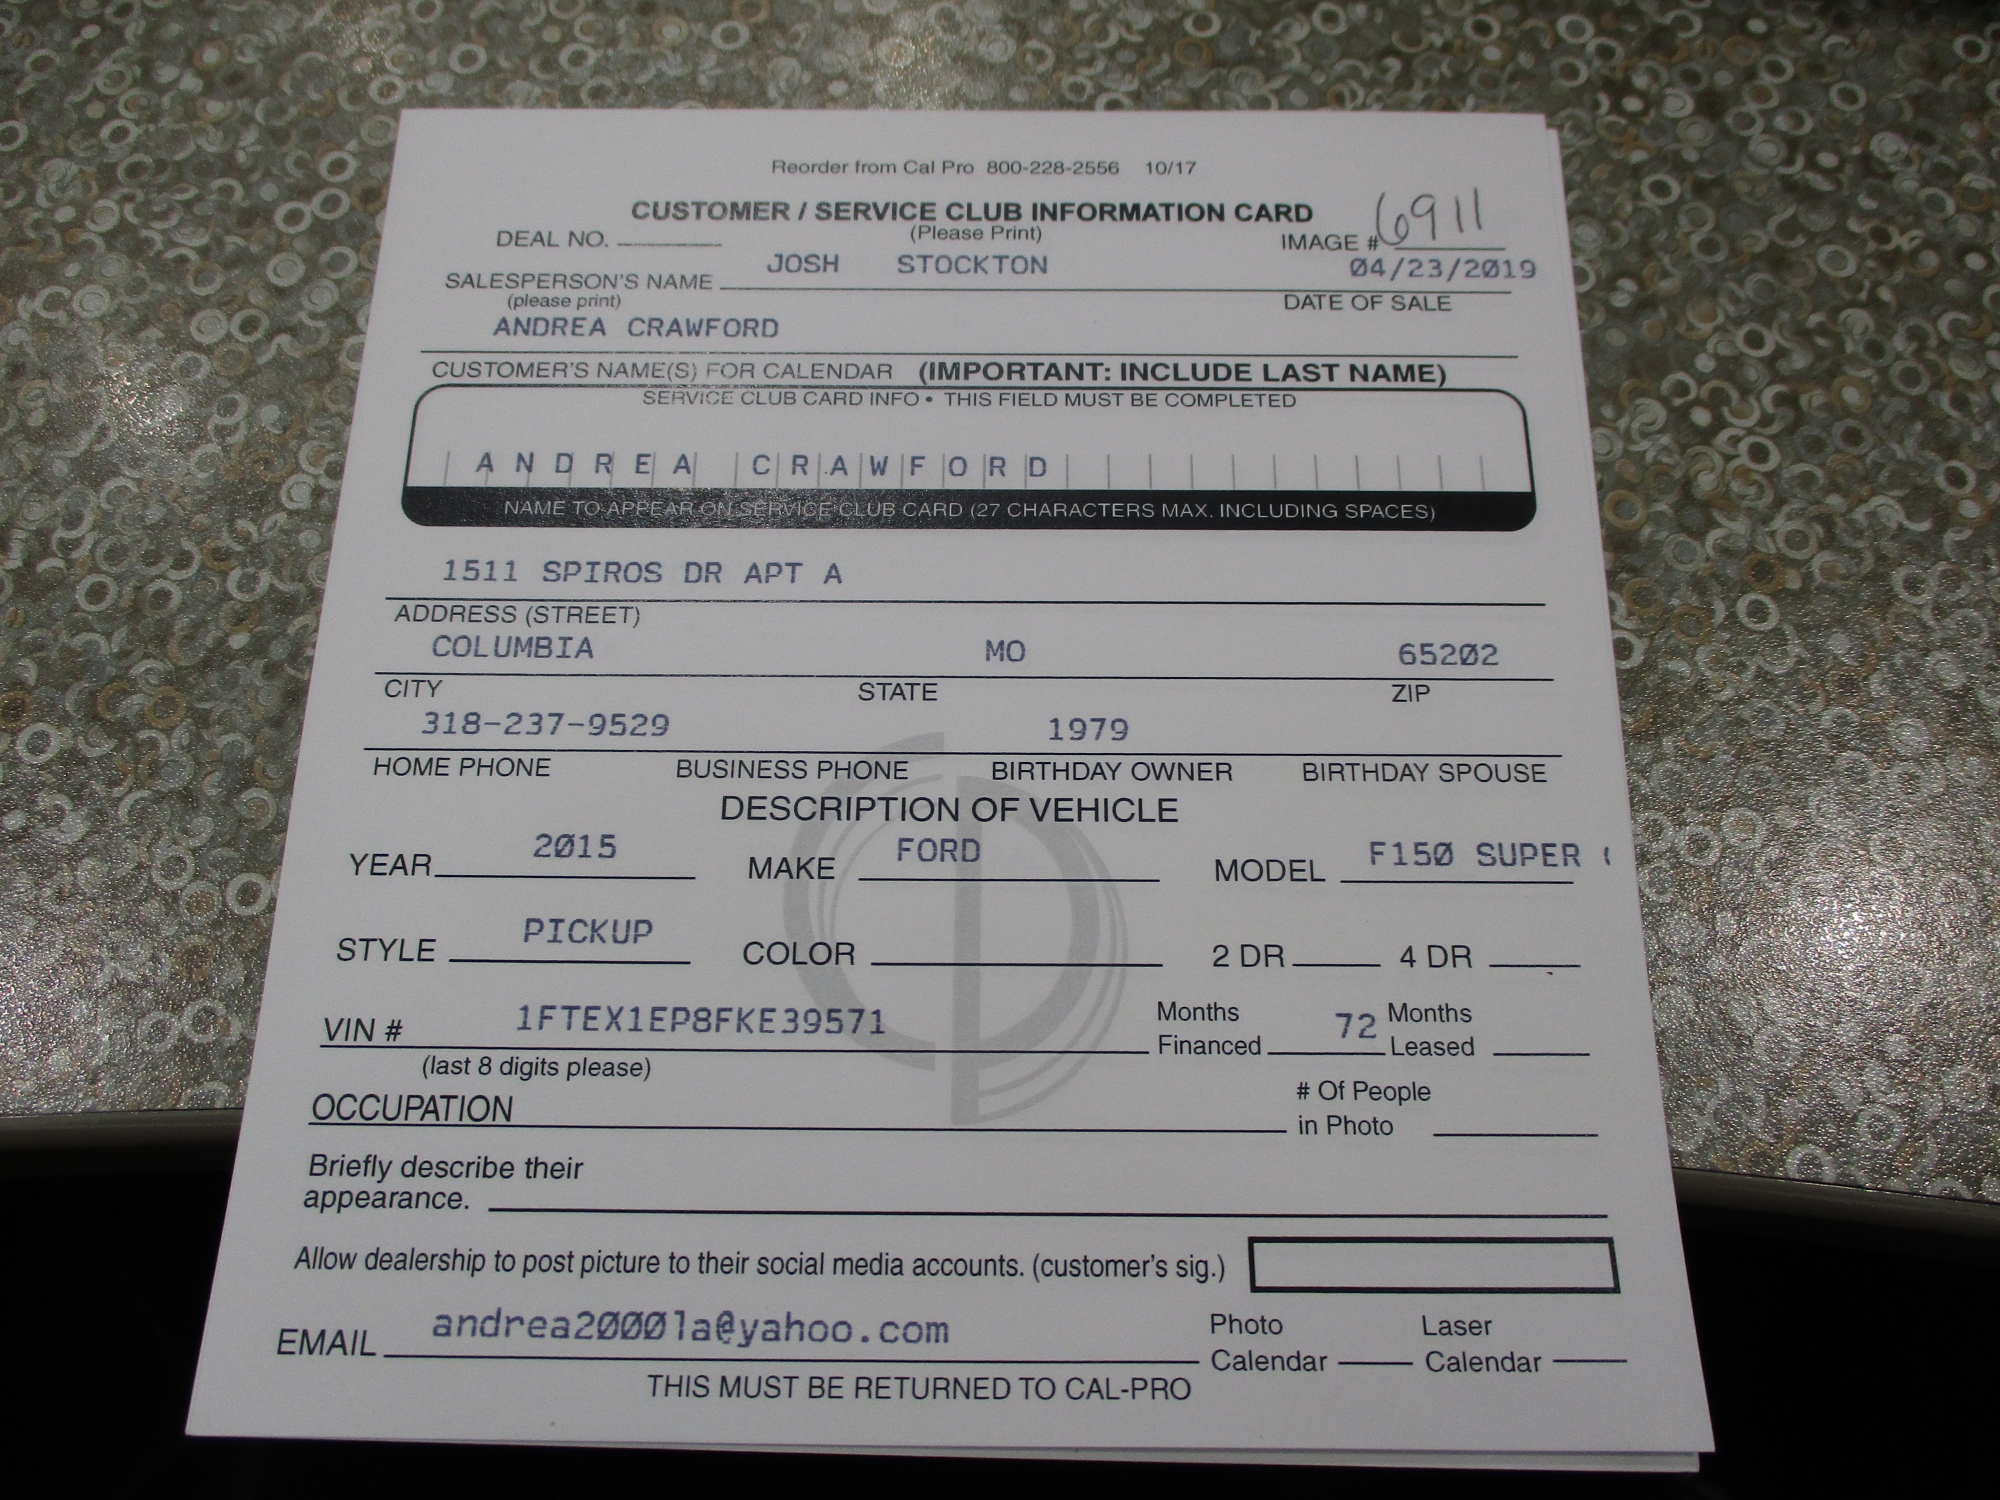 Reorder from Cal Pro 800-228-2556 10/17
CUSTOMER / SERVICE CLUB INFORMATION CARD
6911
DEAL NO. (Please Print) IMAGE #
JOSH STOCKTON 04/23/2019
SALESPERSON'S NAME
(please print) DATE OF SALE
ANDREA CRAWFORD
CUSTOMER'S NAME(S) FOR CALENDAR (IMPORTANT: INCLUDE LAST NAME)
SERVICE CLUB CARD INFO • THIS FIELD MUST BE COMPLETED
ANDREA CRAWFORD
NAME TO APPEAR ON SERVICE CLUB CARD (27 CHARACTERS MAX. INCLUDING SPACES)
1511 SPIROS DR APT A
ADDRESS (STREET)
COLUMBIA MO 65202
CITY STATE ZIP
318-237-9529 1979
HOME PHONE BUSINESS PHONE BIRTHDAY OWNER BIRTHDAY SPOUSE
DESCRIPTION OF VEHICLE
YEAR 2015 MAKE FORD MODEL F150 SUPER
STYLE PICKUP COLOR 2 DR 4 DR
VIN # 1FTEX1EP8FKE39571 Months Financed 72 Months Leased
(last 8 digits please)
OCCUPATION # Of People in Photo
Briefly describe their
appearance.
Allow dealership to post picture to their social media accounts. (customer's sig.)
EMAIL andrea20001a@yahoo.com Photo Calendar Laser Calendar
THIS MUST BE RETURNED TO CAL-PRO